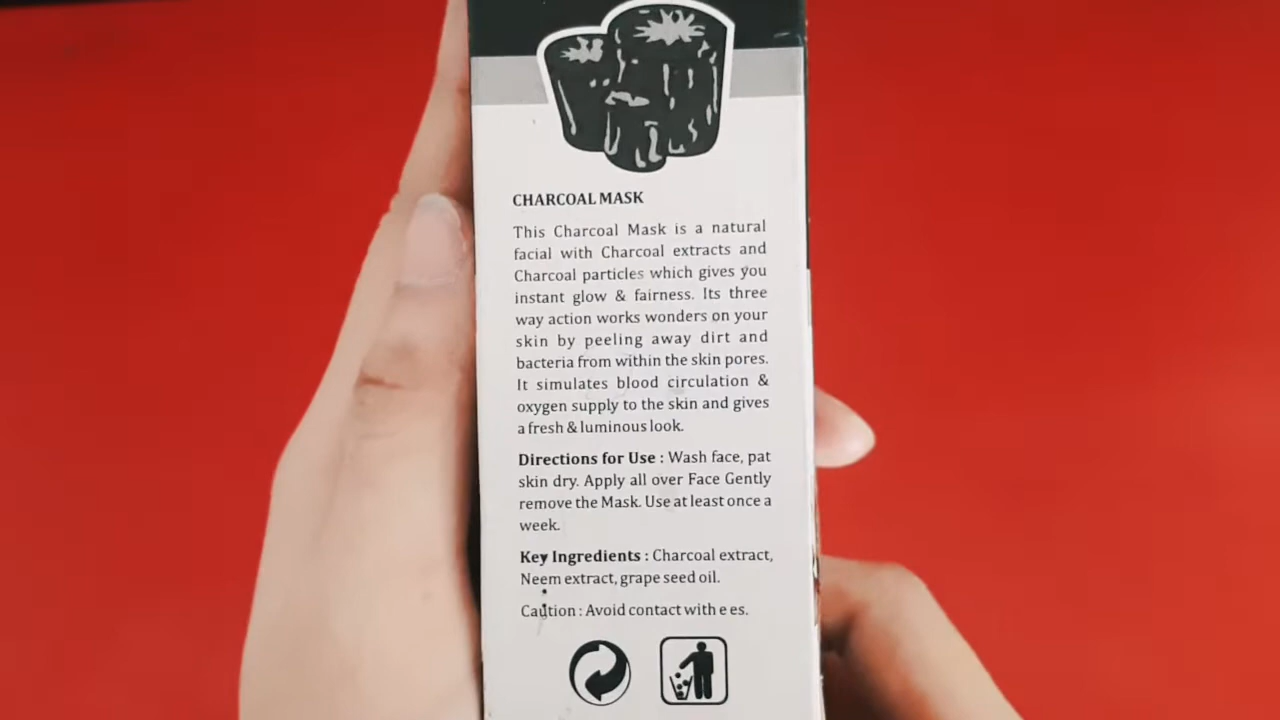 CHARCOAL MASK
This Charcoal Mask is a natural
facial with Charcoal extracts and
Charcoal particles which gives you
instant glow & fairness. Its three
way action works wonders on your
skin by peeling away dirt and
bacteria from within the skin pores.
It simulates blood circulation &
oxygen supply to the skin and gives
a fresh & luminous look.
Directions for Use : Wash face, pat
skin dry. Apply all over Face Gently
remove the Mask. Use at least once a
week.
Key Ingredients : Charcoal extract,
Neem extract, grape seed oil.
Caution : Avoid contact with e es.